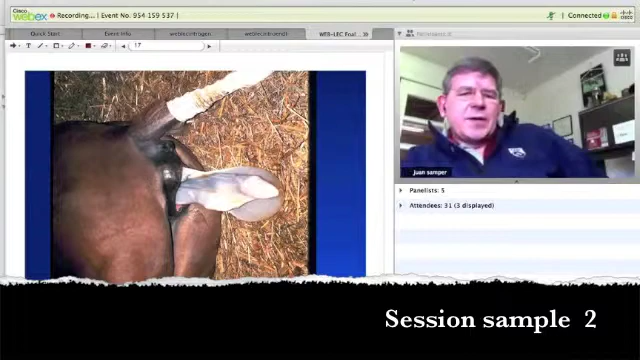 Cisco
webex
Recording... | Event No. 954 159 537 |
Connected
Quick Start
Event Info
17
Juan samper
Panelists: 5
Attendees: 31 (3 displayed)
Session sample 2